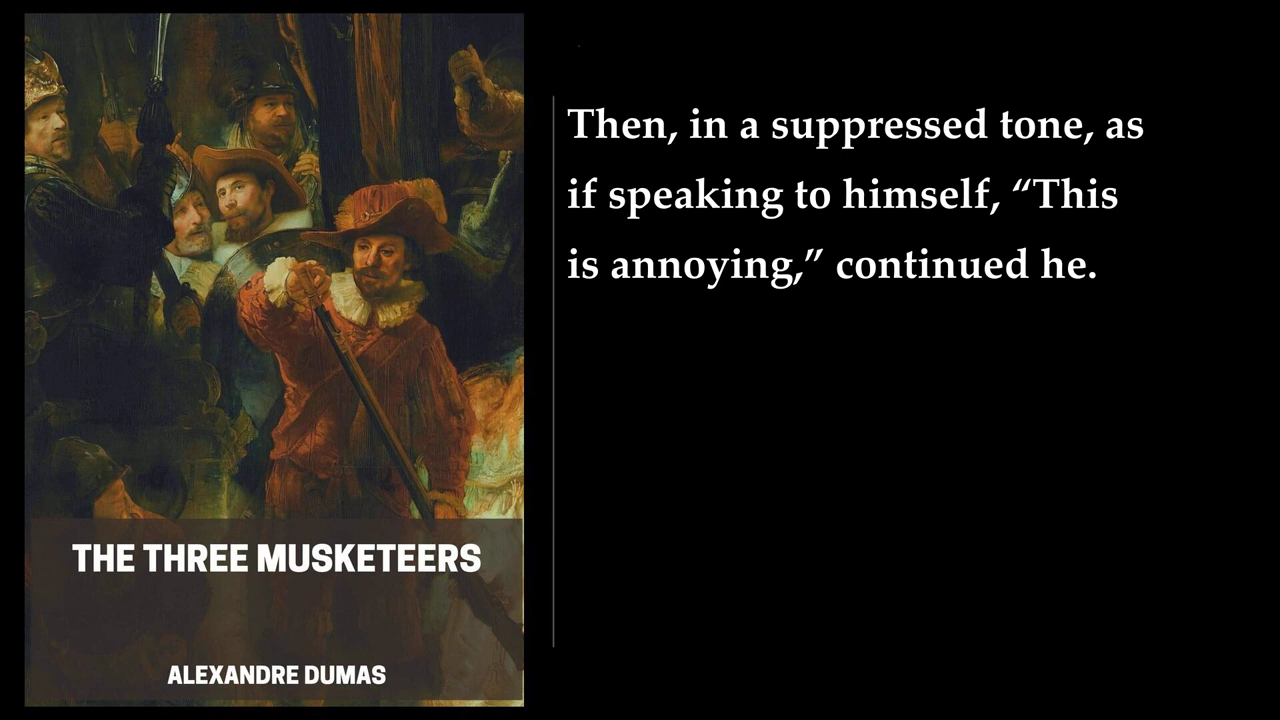 THE THREE MUSKETEERS
ALEXANDRE DUMAS
Then, in a suppressed tone, as
if speaking to himself, “This
is annoying,” continued he.